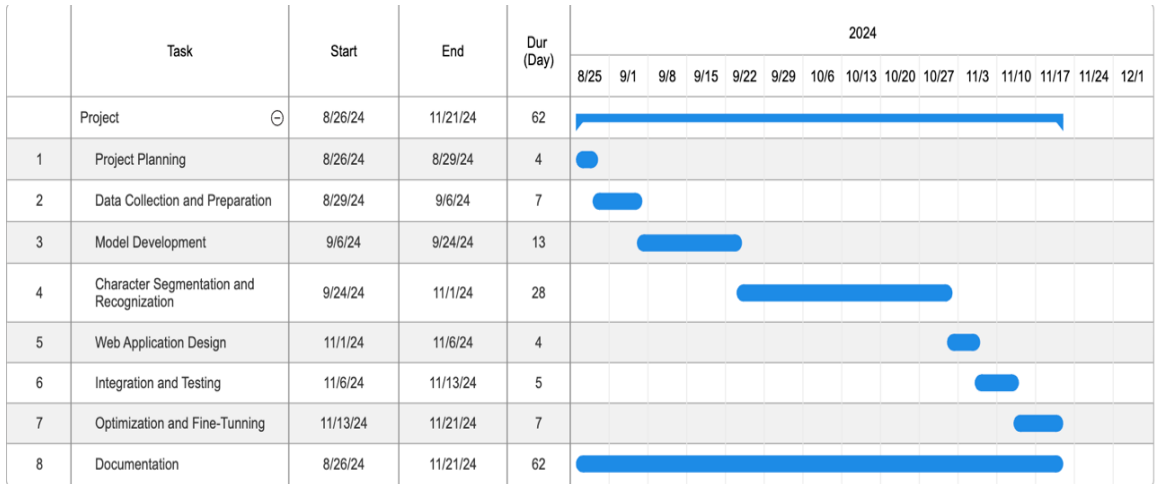 2024
Task Start End Dur (Day)
8/25 9/1 9/8 9/15 9/22 9/29 10/6 10/13 10/20 10/27 11/3 11/10 11/17 11/24 12/1
Project 8/26/24 11/21/24 62
1 Project Planning 8/26/24 8/29/24 4
2 Data Collection and Preparation 8/29/24 9/6/24 7
3 Model Development 9/6/24 9/24/24 13
4 Character Segmentation and
Recognization 9/24/24 11/1/24 28
5 Web Application Design 11/1/24 11/6/24 4
6 Integration and Testing 11/6/24 11/13/24 5
7 Optimization and Fine-Tunning 11/13/24 11/21/24 7
8 Documentation 8/26/24 11/21/24 62